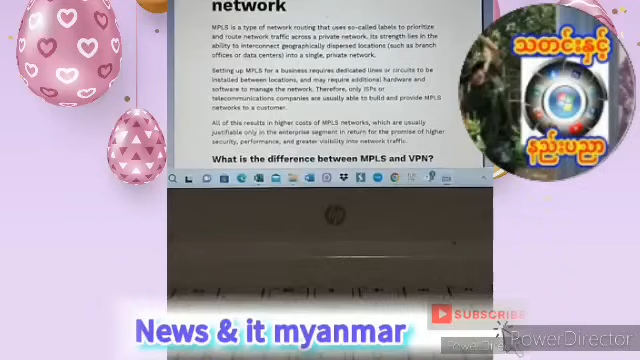 network
MPLS is a type of network routing that uses so-called labels to prioritize
and route network traffic across a private network. Its strength lies in the
ability to interconnect geographically dispersed locations (such as branch
offices or data centers) into a single, private network.
Setting up MPLS for a business requires dedicated lines or circuits to be
installed between locations, and may require additional hardware and
software to manage the network. Therefore, only ISPs or
telecommunications companies are usually able to build and provide MPLS
networks to a customer.
All of this results in higher costs of MPLS networks, which are usually
justifiable only in the enterprise segment in return for the promise of higher
security, performance, and greater visibility into network traffic.
What is the difference between MPLS and VPN?
သတင်းနှင့်
နည်းပညာ
hp
News & it myanmar
SUBSCRIBE
PowerDirector
PowerDirector